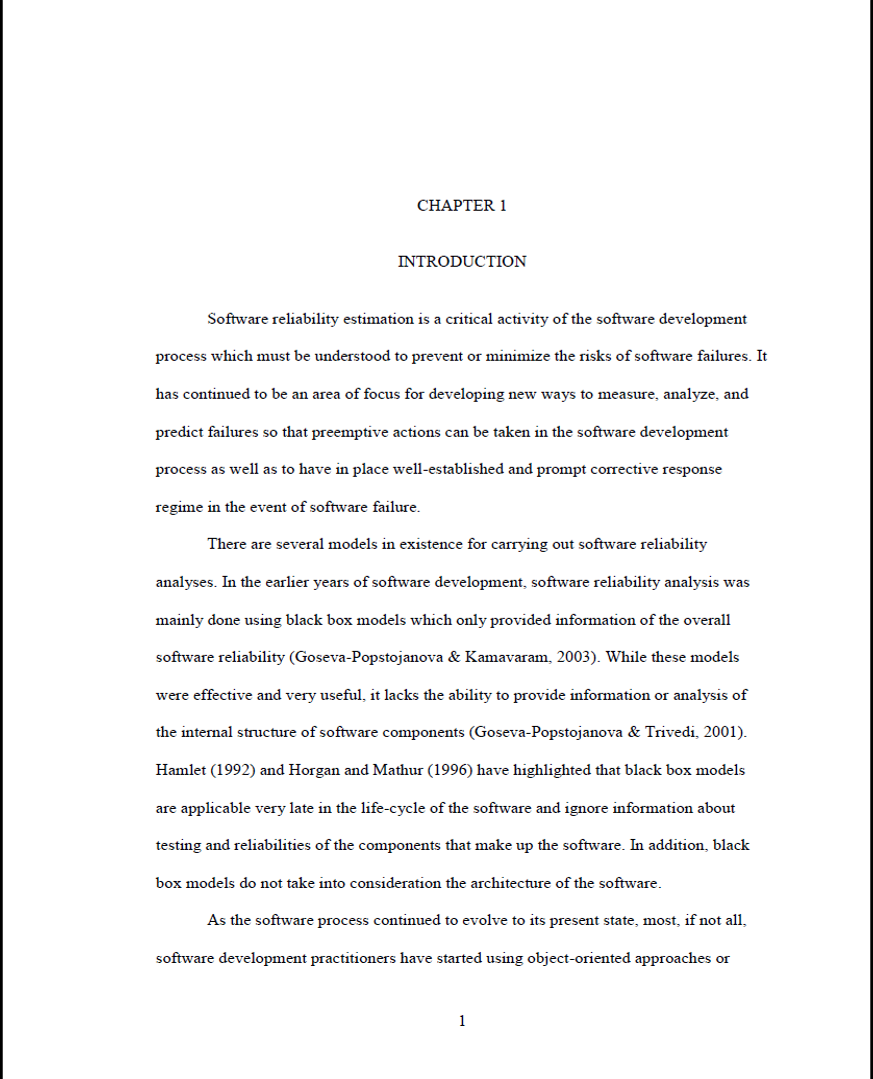 CHAPTER 1
INTRODUCTION
Software reliability estimation is a critical activity of the software development
process which must be understood to prevent or minimize the risks of software failures. It
has continued to be an area of focus for developing new ways to measure, analyze, and
predict failures so that preemptive actions can be taken in the software development
process as well as to have in place well-established and prompt corrective response
regime in the event of software failure.
There are several models in existence for carrying out software reliability
analyses. In the earlier years of software development, software reliability analysis was
mainly done using black box models which only provided information of the overall
software reliability (Goseva-Popstojanova & Kamavaram, 2003). While these models
were effective and very useful, it lacks the ability to provide information or analysis of
the internal structure of software components (Goseva-Popstojanova & Trivedi, 2001).
Hamlet (1992) and Horgan and Mathur (1996) have highlighted that black box models
are applicable very late in the life-cycle of the software and ignore information about
testing and reliabilities of the components that make up the software. In addition, black
box models do not take into consideration the architecture of the software.
As the software process continued to evolve to its present state, most, if not all,
software development practitioners have started using object-oriented approaches or
1